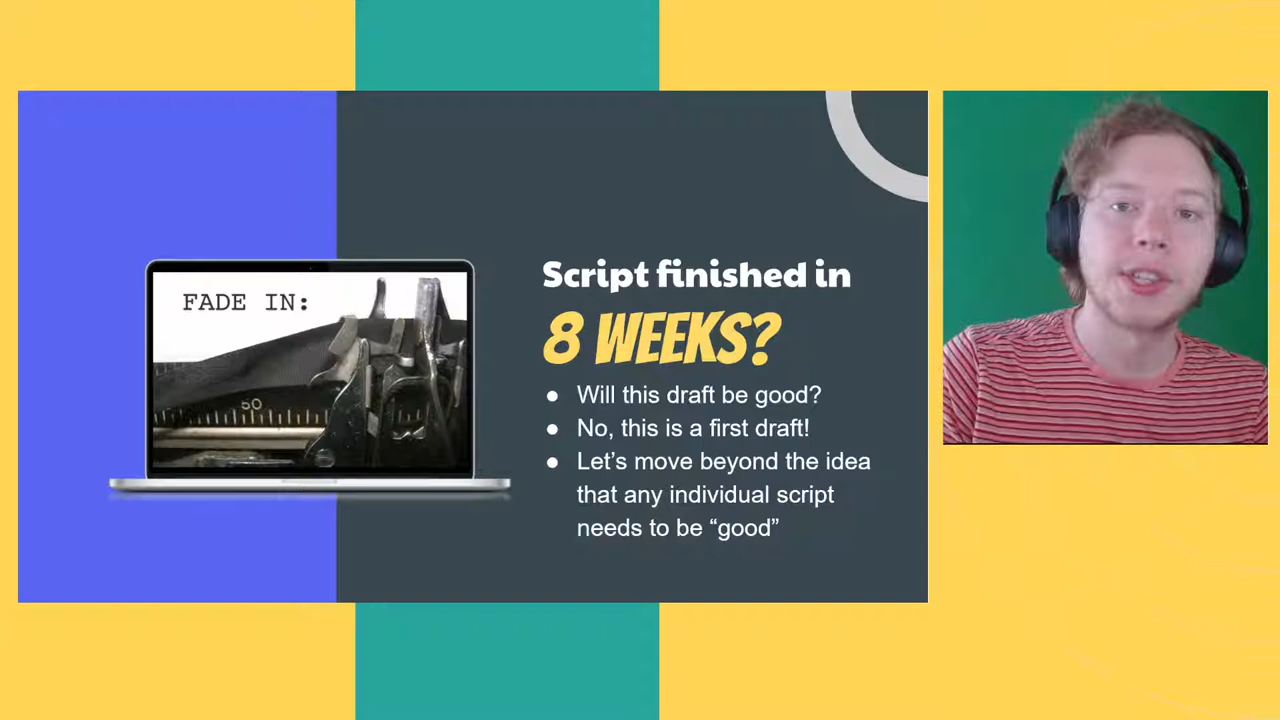 FADE IN:
50
Script finished in
8 WEEKS?
● Will this draft be good?
● No, this is a first draft!
● Let’s move beyond the idea
that any individual script
needs to be “good”